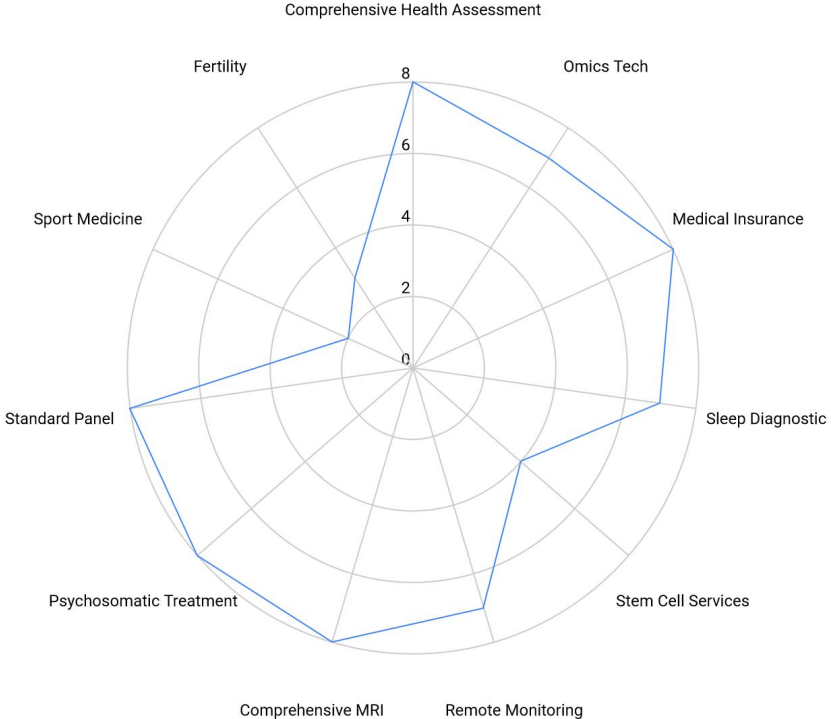 Comprehensive Health Assessment
Fertility
Omics Tech
8
6
Sport Medicine
Medical Insurance
4
2
0
Standard Panel
Sleep Diagnostic
Psychosomatic Treatment
Stem Cell Services
Comprehensive MRI
Remote Monitoring